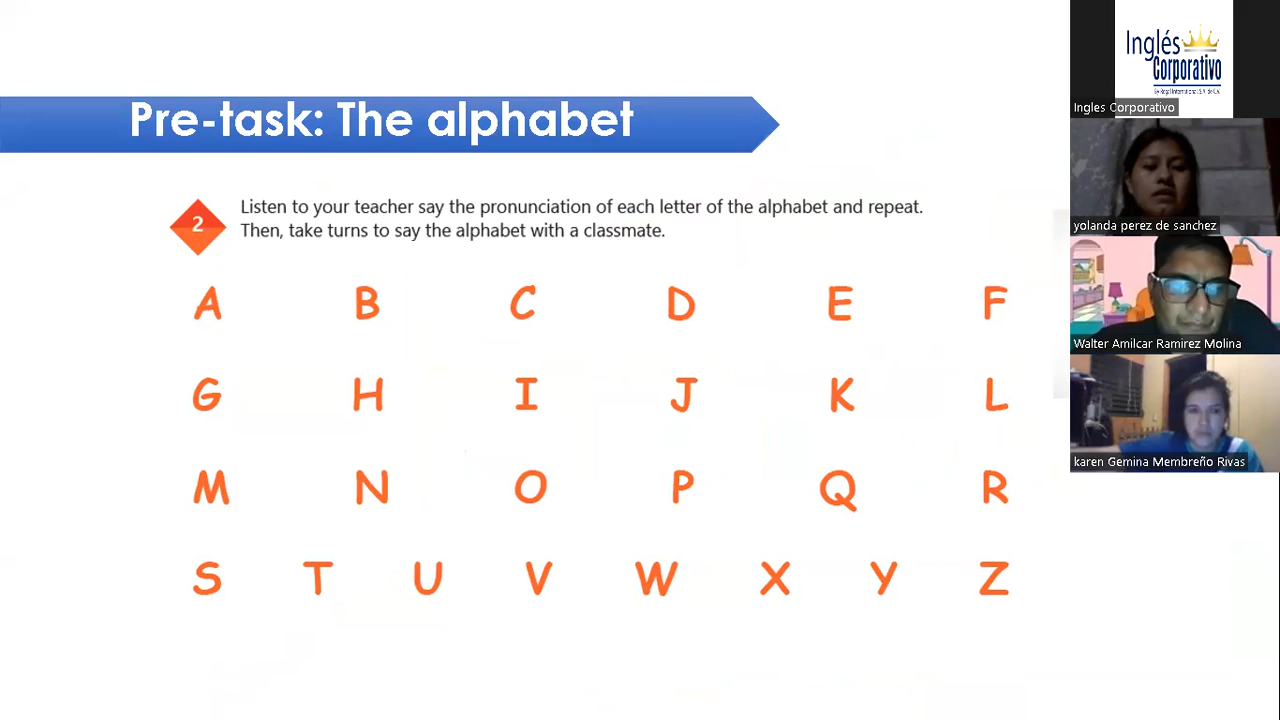 Pre-task: The alphabet
2
Listen to your teacher say the pronunciation of each letter of the alphabet and repeat.
Then, take turns to say the alphabet with a classmate.
A B C D E F
G H I J K L
M N O P Q R
S T U V W X Y Z
Inglés
Corporativo
Ingles Corporativo
yolanda perez de sanchez
Walter Amilcar Ramirez Molina
karen Gemina Membreño Rivas